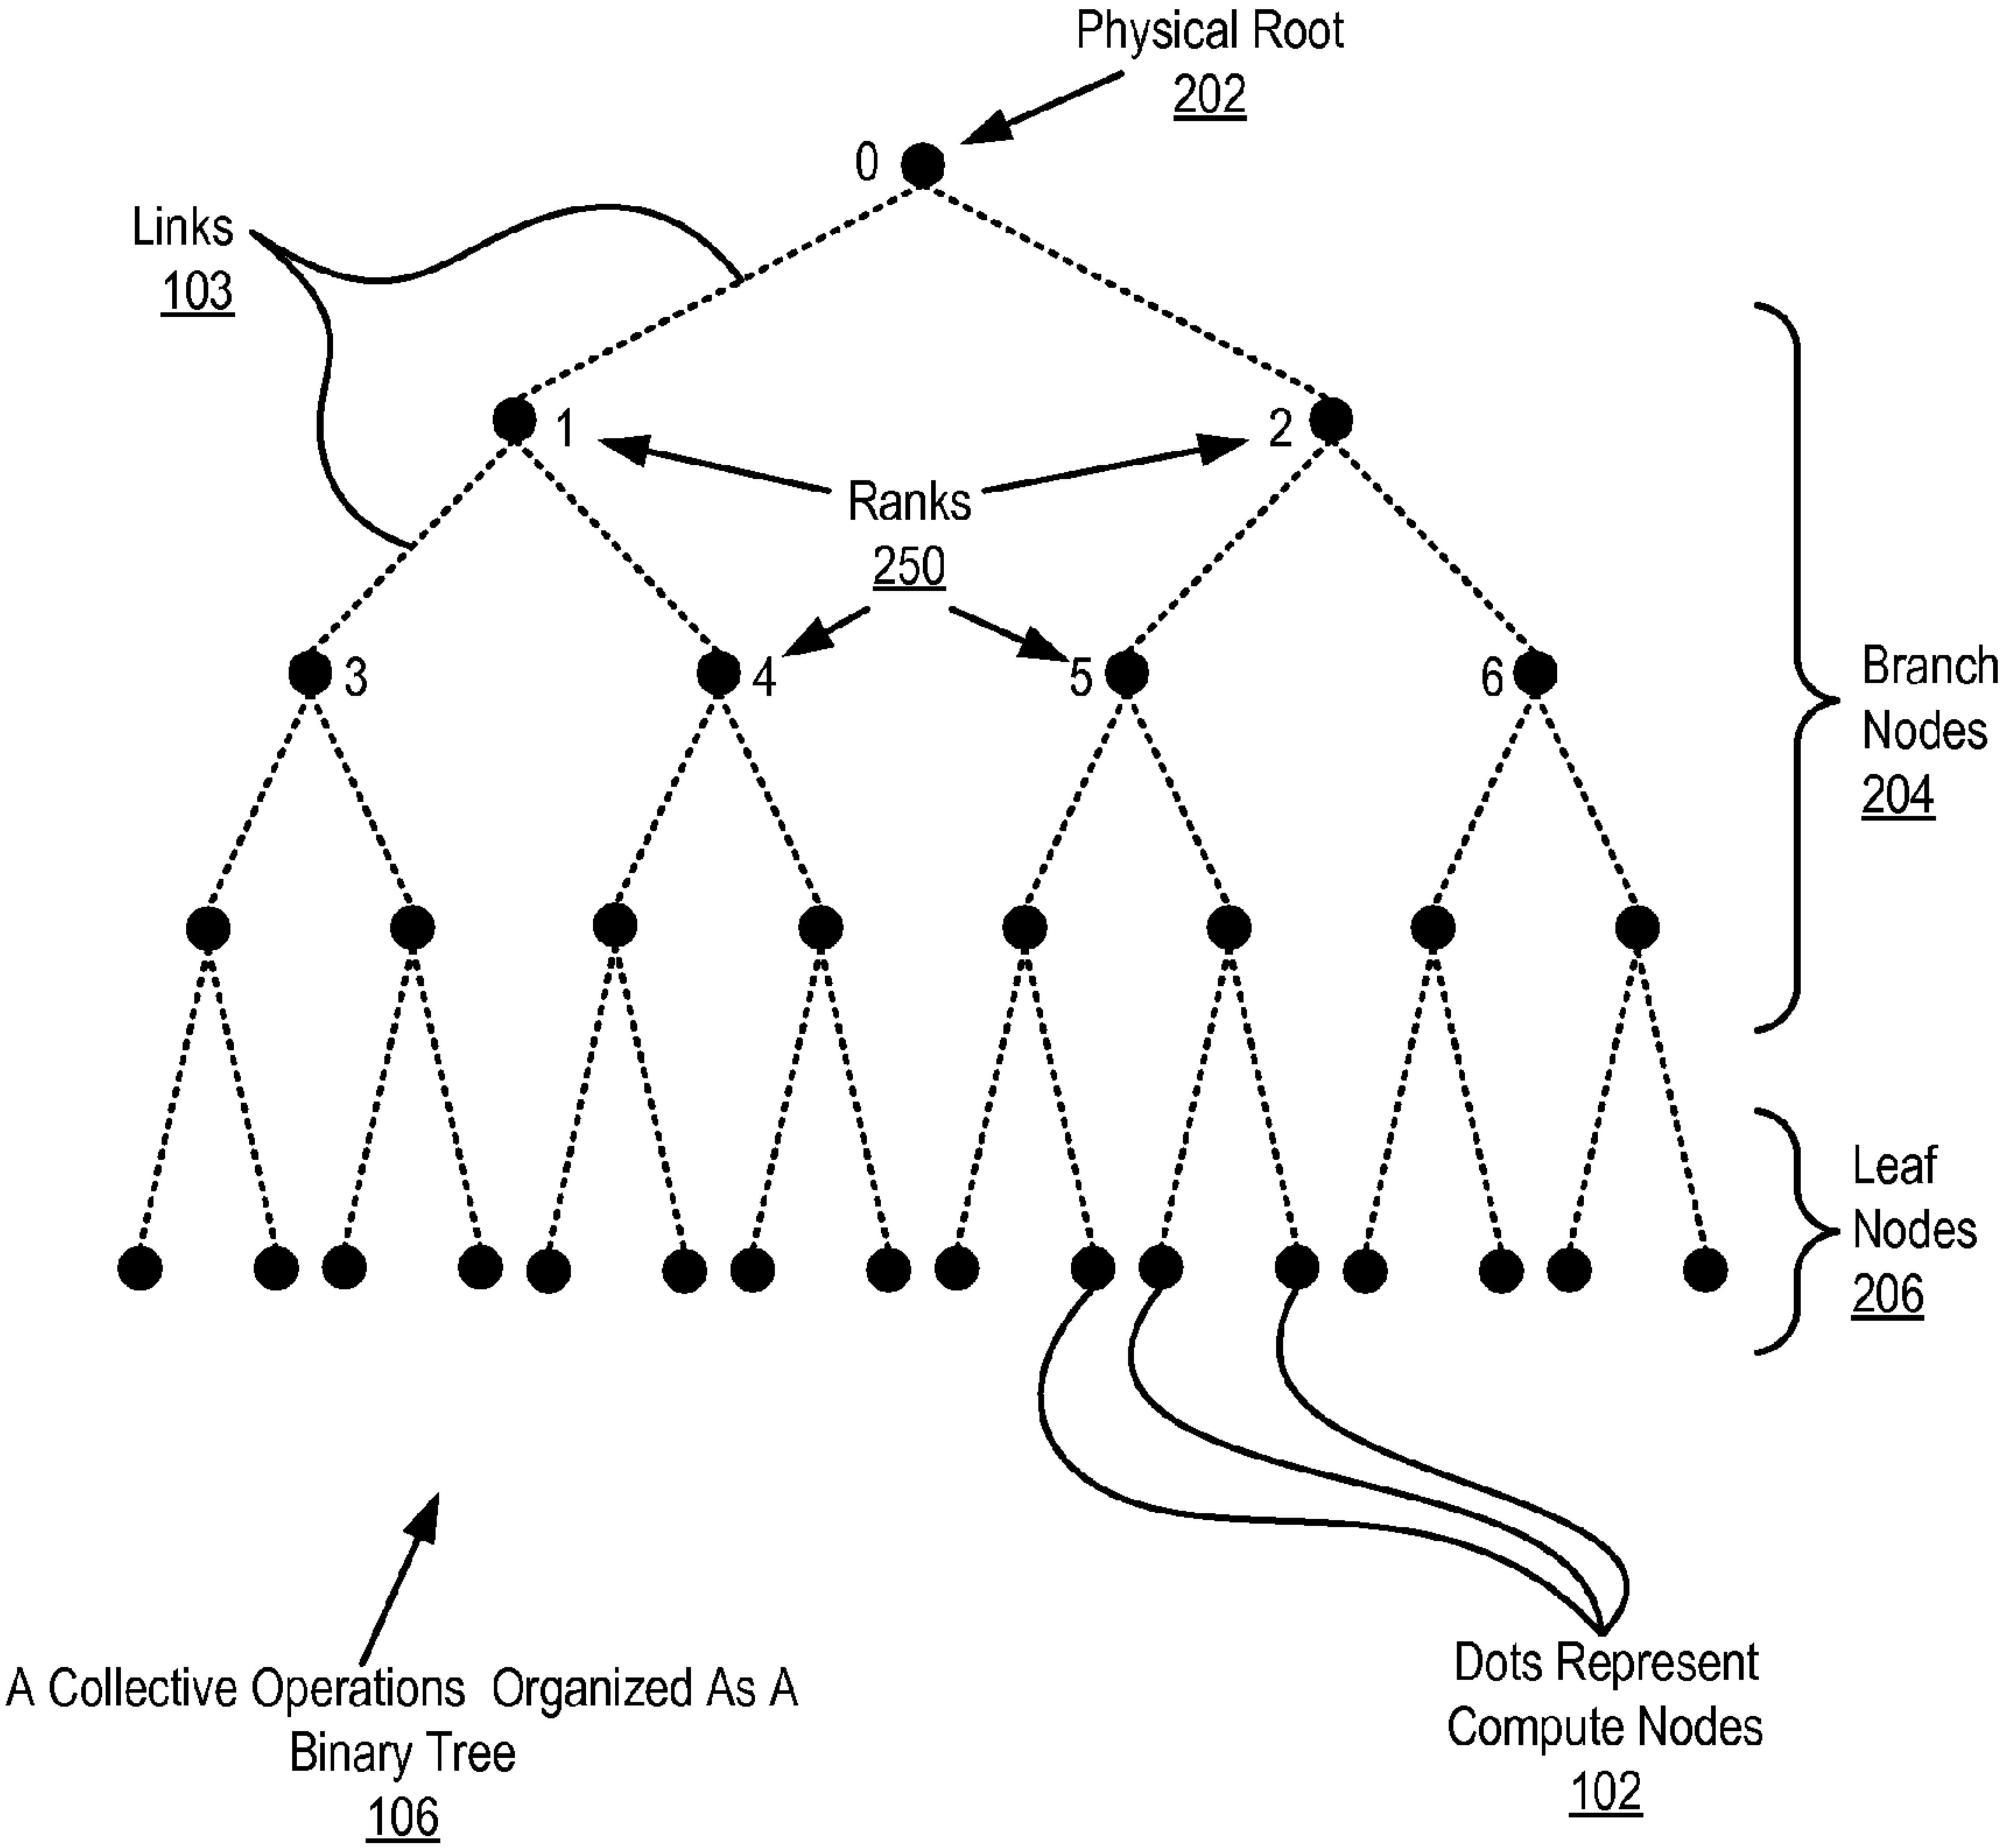 Physical Root
202
0
Links
103
1
2
Ranks
250
3
4
5
6
Branch
Nodes
204
Leaf
Nodes
206
A Collective Operations Organized As A
Binary Tree
106
Dots Represent
Compute Nodes
102